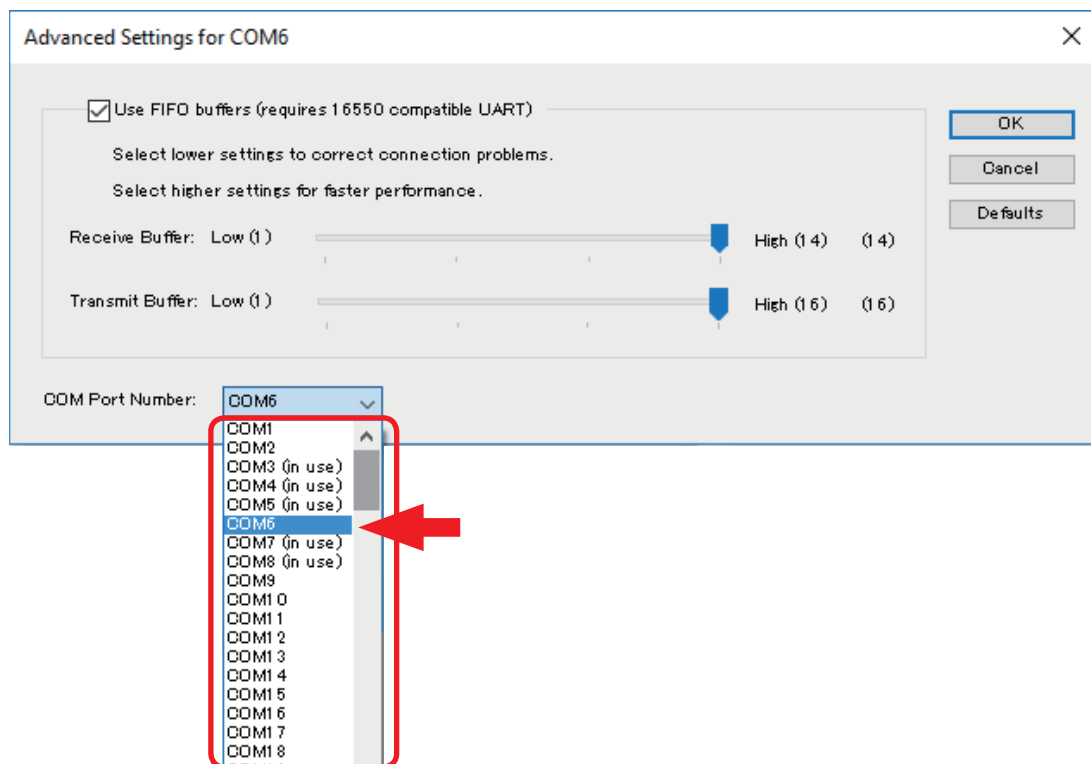 Advanced Settings for COM6
Use FIFO buffers (requires 16550 compatible UART)
OK
Select lower settings to correct connection problems.
Cancel
Select higher settings for faster performance.
Defaults
Receive Buffer: Low (1) High (14) (14)
Transmit Buffer: Low (1) High (16) (16)
COM Port Number: COM6
COM1
COM2
COM3 (in use)
COM4 (in use)
COM5 (in use)
COM6
COM7 (in use)
COM8 (in use)
COM9
COM10
COM11
COM12
COM13
COM14
COM15
COM16
COM17
COM18